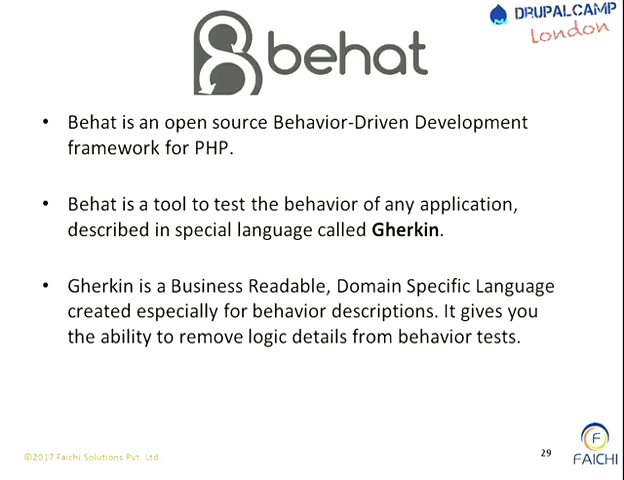 DRUPALCAMP
London
behat
• Behat is an open source Behavior-Driven Development
framework for PHP.
• Behat is a tool to test the behavior of any application,
described in special language called Gherkin.
• Gherkin is a Business Readable, Domain Specific Language
created especially for behavior descriptions. It gives you
the ability to remove logic details from behavior tests.
©2017 Faichi Solutions Pvt. Ltd.
29
F
FAICHI